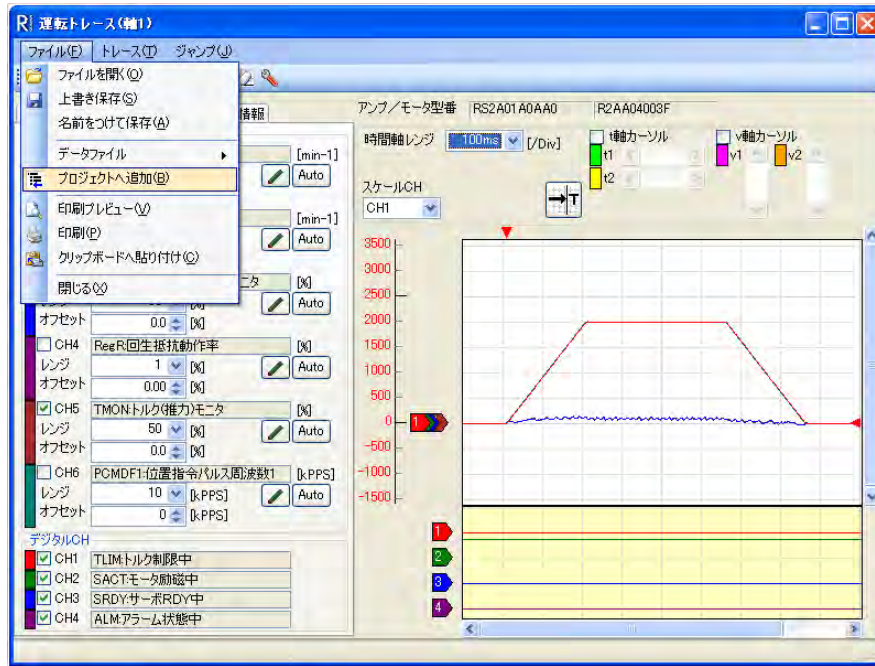 運転トレース(軸1)
ファイル(F) トレース(T) ジャンプ(J)
ファイルを開く(O)
上書き保存(S)
名前をつけて保存(A)
データファイル
プロジェクトへ追加(B)
印刷プレビュー(V)
印刷(P)
クリップボードへ貼り付け(C)
閉じる(X)
情報
[min-1]
Auto
[min-1]
Auto
ニタ [%]
[%] Auto
オフセット 0.0 [%]
CH4 RegR:回生抵抗動作率 [%]
レンジ 1 [%] Auto
オフセット 0.00 [%]
CH5 TMON:トルク(推力)モニタ [%]
レンジ 50 [%] Auto
オフセット 0.0 [%]
CH6 PCMDF1:位置指令パルス周波数1 [kPPS]
レンジ 10 [kPPS] Auto
オフセット 0 [kPPS]
デジタルCH
CH1 TLIM:トルク制限中
CH2 SACT:モータ励磁中
CH3 SRDY:サーボRDY中
CH4 ALM:アラーム状態中
アンプ/モータ型番 RS2A01A0AA0 R2AA04003F
時間軸レンジ 100ms [/Div]
t軸カーソル
t1
t2
v軸カーソル
v1 v2
スケールCH
CH1
T
3500
3000
2500
2000
1500
1000
500
0
-500
-1000
-1500
1
1
2
3
4